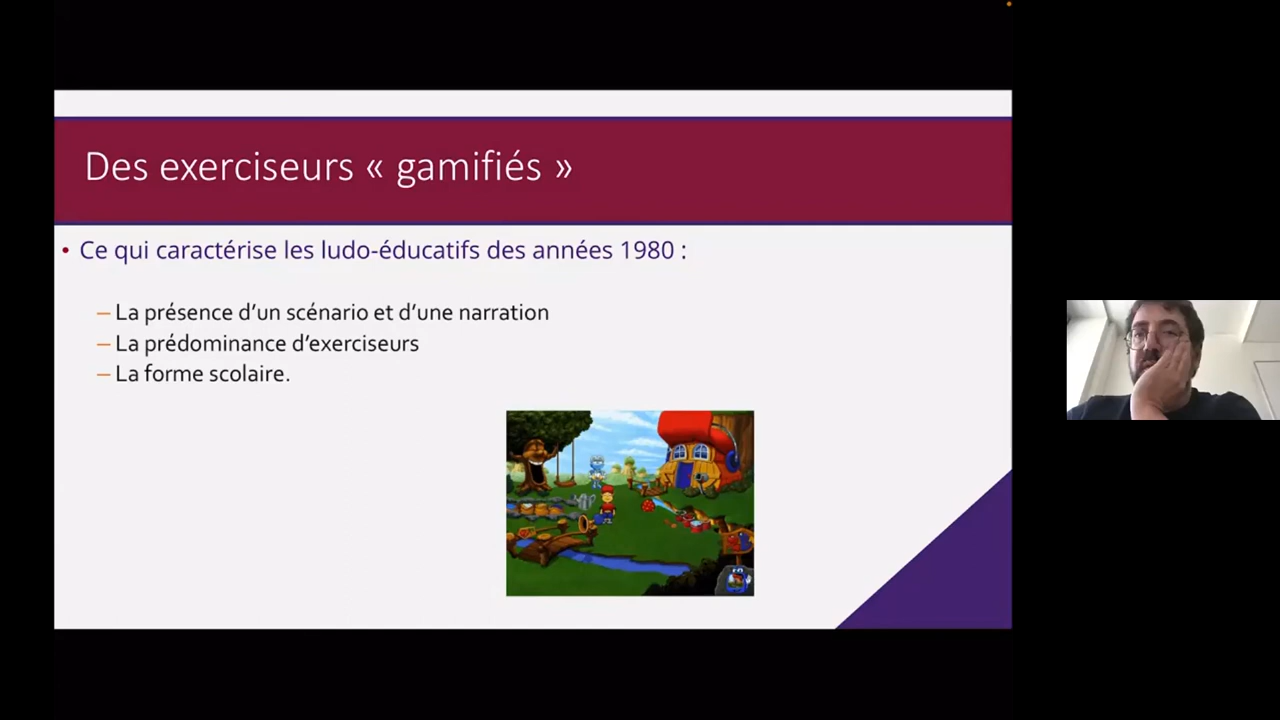 Des exerciseurs « gamifiés »
• Ce qui caractérise les ludo-éducatifs des années 1980 :
– La présence d’un scénario et d’une narration
– La prédominance d’exerciseurs
– La forme scolaire.